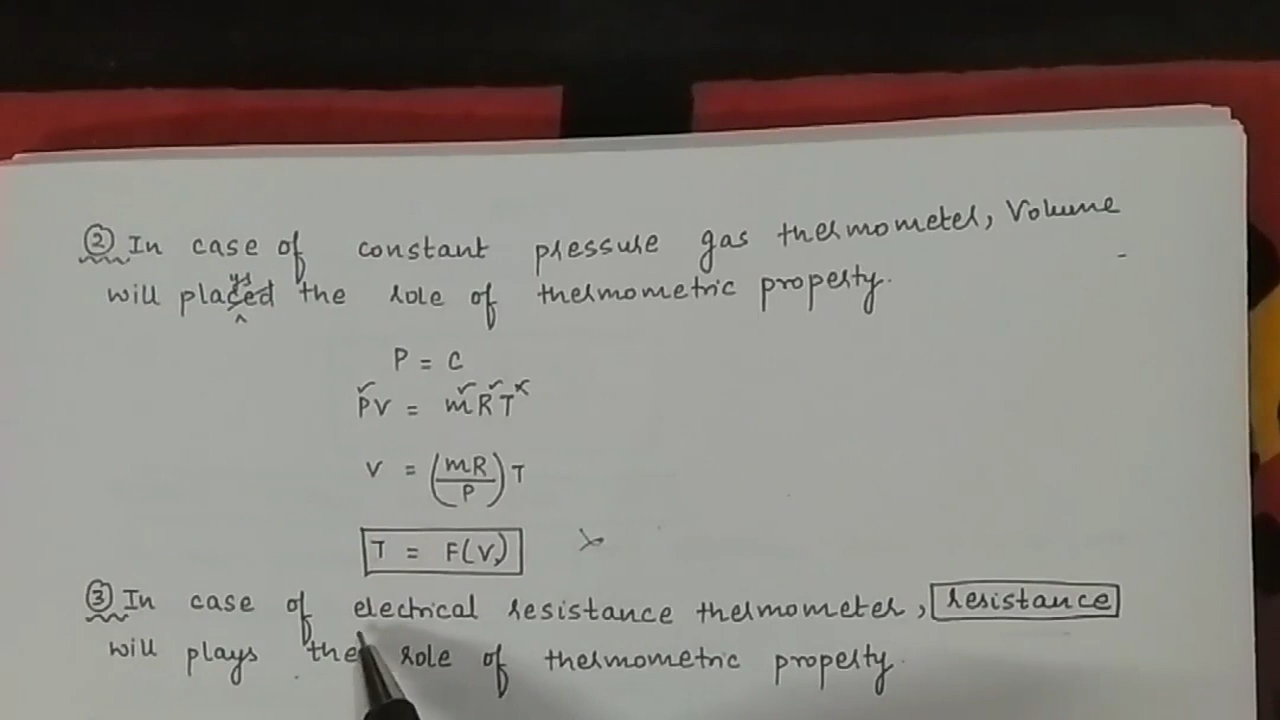 ② In case of constant pressure gas thermometer, Volume
ys
will placed the role of thermometric property.
P = C
PV = mRT
V = (mR/P) T
T = F(V)
③ In case of electrical resistance thermometer, resistance
will plays the role of thermometric property.